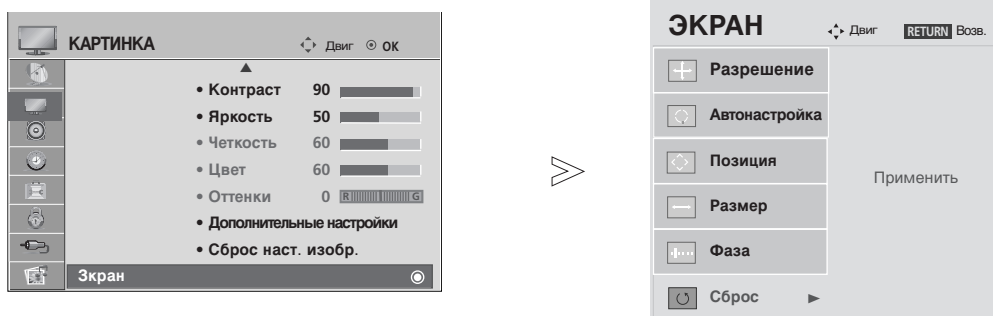 КАРТИНКА Двиг OK
• Контраст 90
• Яркость 50
• Четкость 60
• Цвет 60
• Оттенки 0 R G
• Дополнительные настройки
• Сброс наст. изобр.
Зкран
ЭКРАН Двиг RETURN Возв.
Разрешение
Автонастройка
Позиция
Применить
Размер
Фаза
Сброс